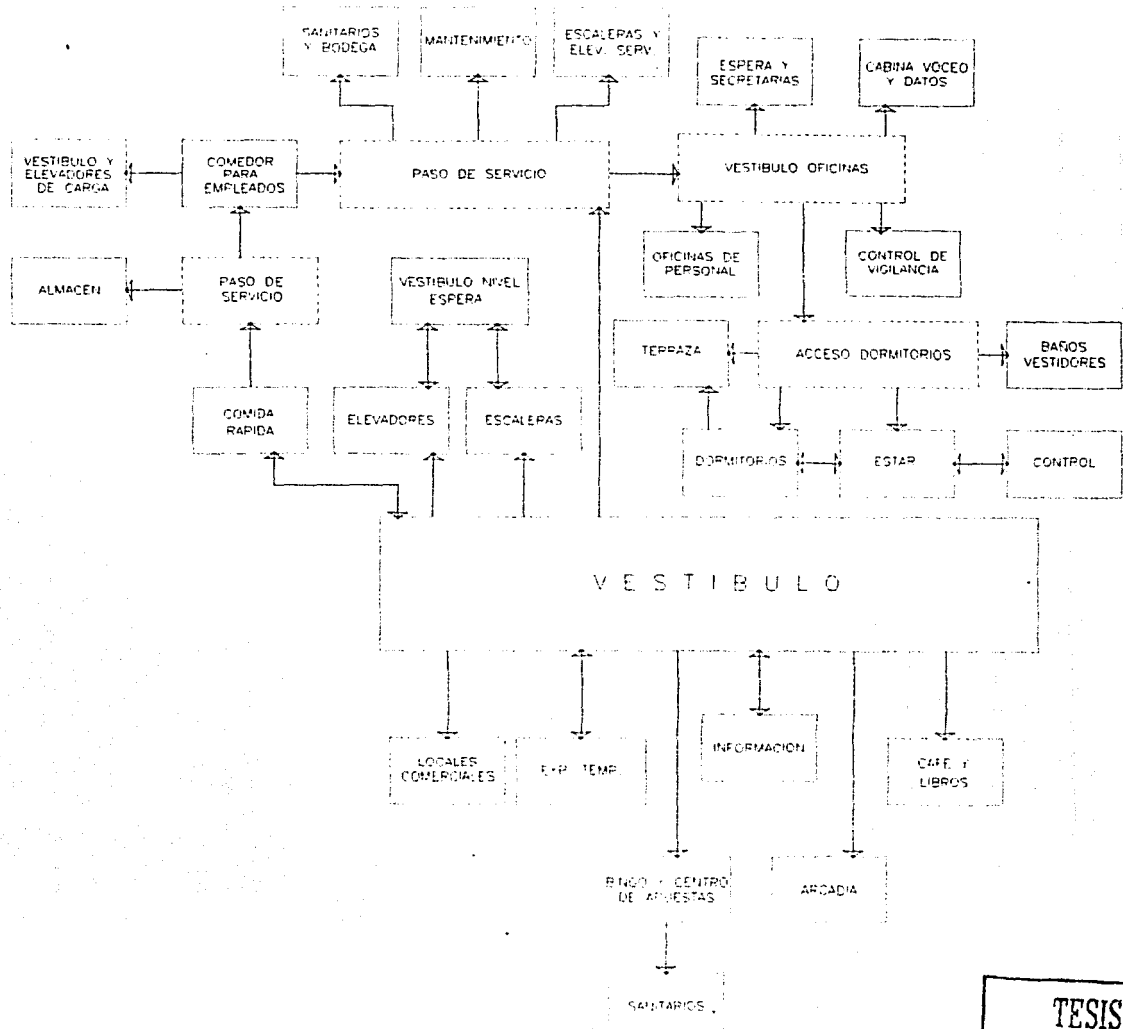 SANITARIOS
Y BODEGA
MANTENIMIENTO
ESCALERAS Y
ELEV. SERV.
ESPERA Y
SECRETARIAS
CABINA VOCEO
Y DATOS
VESTIBULO Y
ELEVADORES
DE CARGA
COMEDOR
PARA
EMPLEADOS
PASO DE SERVICIO
VESTIBULO OFICINAS
OFICINAS DE
PERSONAL
CONTROL DE
VIGILANCIA
ALMACEN
PASO DE
SERVICIO
VESTIBULO NIVEL
ESPERA
TERRAZA
ACCESO DORMITORIOS
BAÑOS
VESTIDORES
COMIDA
RAPIDA
ELEVADORES
ESCALERAS
DORMITORIOS
ESTAR
CONTROL
VESTIBULO
LOCALES
COMERCIALES
EXP. TEMP.
INFORMACION
CAFE Y
LIBROS
BINGO Y CENTRO
DE APUESTAS
ARCADIA
SANITARIOS
TESIS